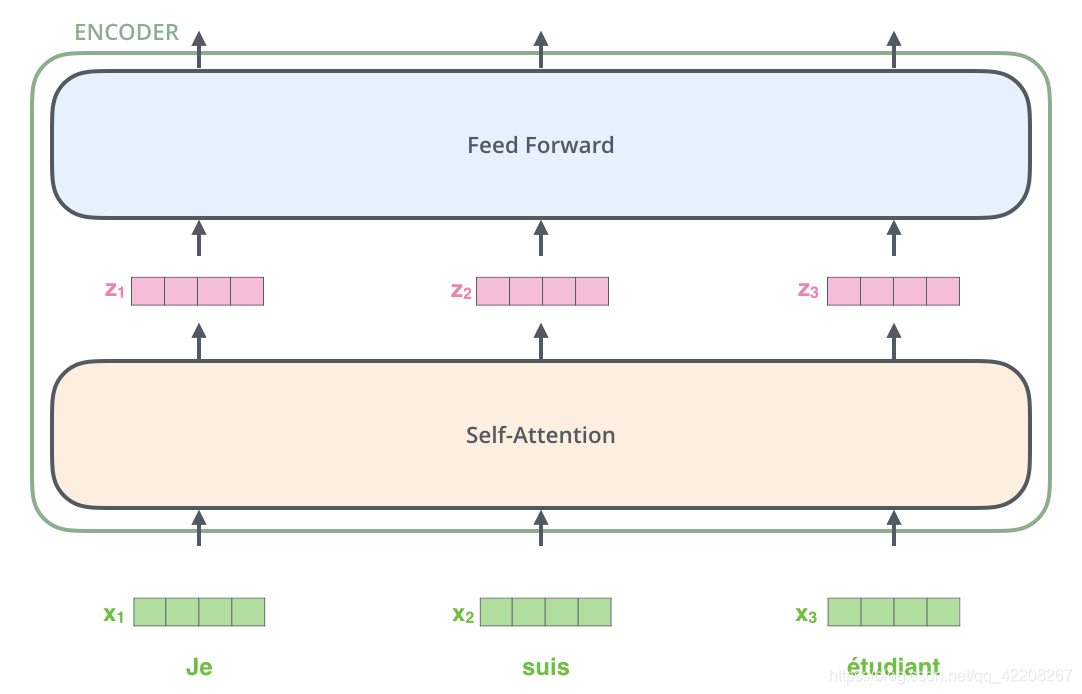 ENCODER
Feed Forward
z1 z2 z3
Self-Attention
x1 x2 x3
Je suis étudiant
https://blog.csdn.net/qq_42208267